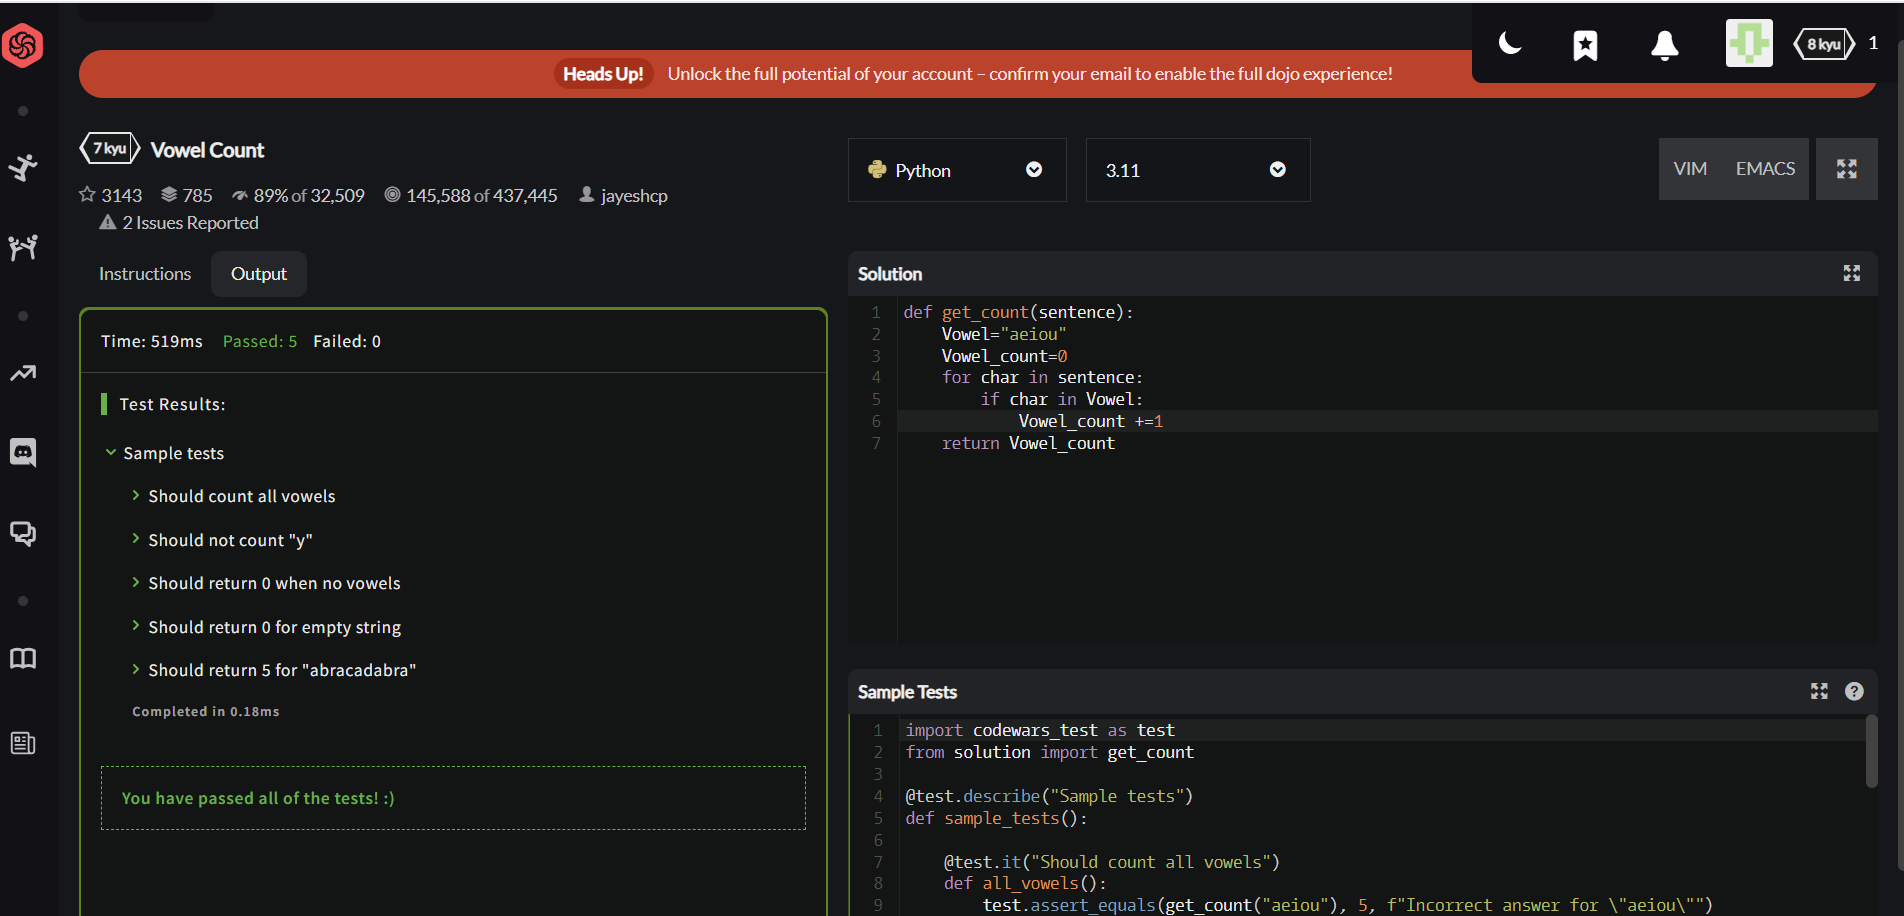 Heads Up! Unlock the full potential of your account – confirm your email to enable the full dojo experience!
8 kyu 1
7 kyu Vowel Count
3143 785 89% of 32,509 145,588 of 437,445 jayeshcp
2 Issues Reported
Python 3.11 VIM EMACS
Instructions Output
Time: 519ms Passed: 5 Failed: 0
Test Results:
Sample tests
Should count all vowels
Should not count "y"
Should return 0 when no vowels
Should return 0 for empty string
Should return 5 for "abracadabra"
Completed in 0.18ms
You have passed all of the tests! :)
Solution
1 def get_count(sentence):
2     Vowel="aeiou"
3     Vowel_count=0
4     for char in sentence:
5         if char in Vowel:
6             Vowel_count +=1
7     return Vowel_count
Sample Tests ?
1 import codewars_test as test
2 from solution import get_count
3
4 @test.describe("Sample tests")
5 def sample_tests():
6
7     @test.it("Should count all vowels")
8     def all_vowels():
9         test.assert_equals(get_count("aeiou"), 5, f"Incorrect answer for \"aeiou\"")